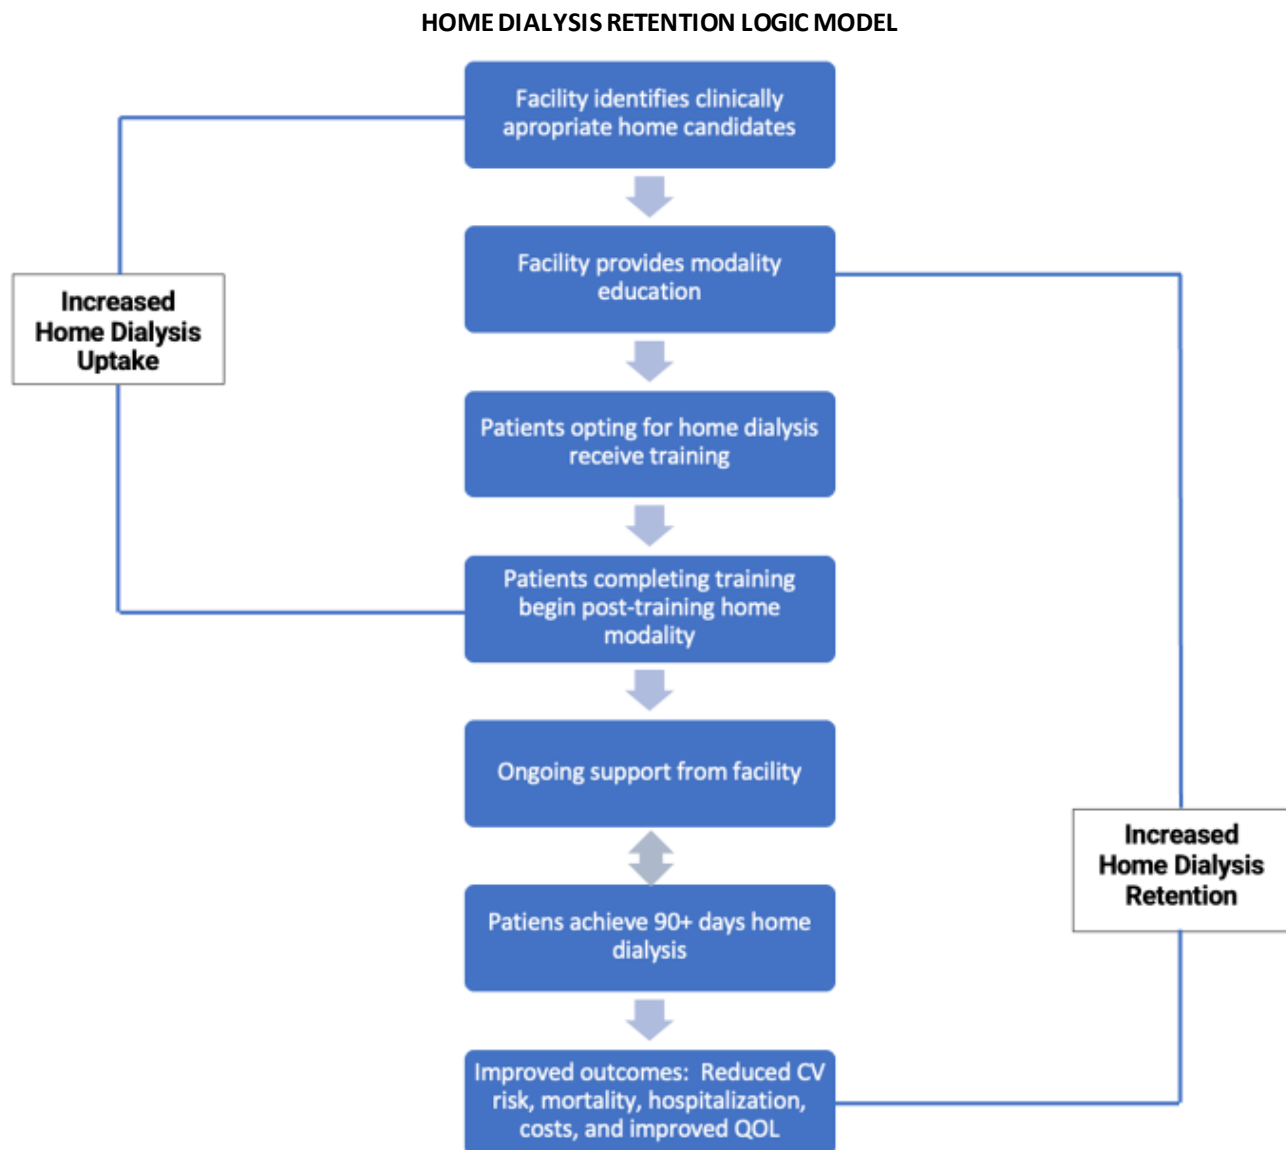 HOME DIALYSIS RETENTION LOGIC MODEL
Facility identifies clinically
apropriate home candidates
Facility provides modality
education
Increased
Home Dialysis
Uptake
Patients opting for home dialysis
receive training
Patients completing training
begin post-training home
modality
Ongoing support from facility
Increased
Home Dialysis
Retention
Patiens achieve 90+ days home
dialysis
Improved outcomes: Reduced CV
risk, mortality, hospitalization,
costs, and improved QOL